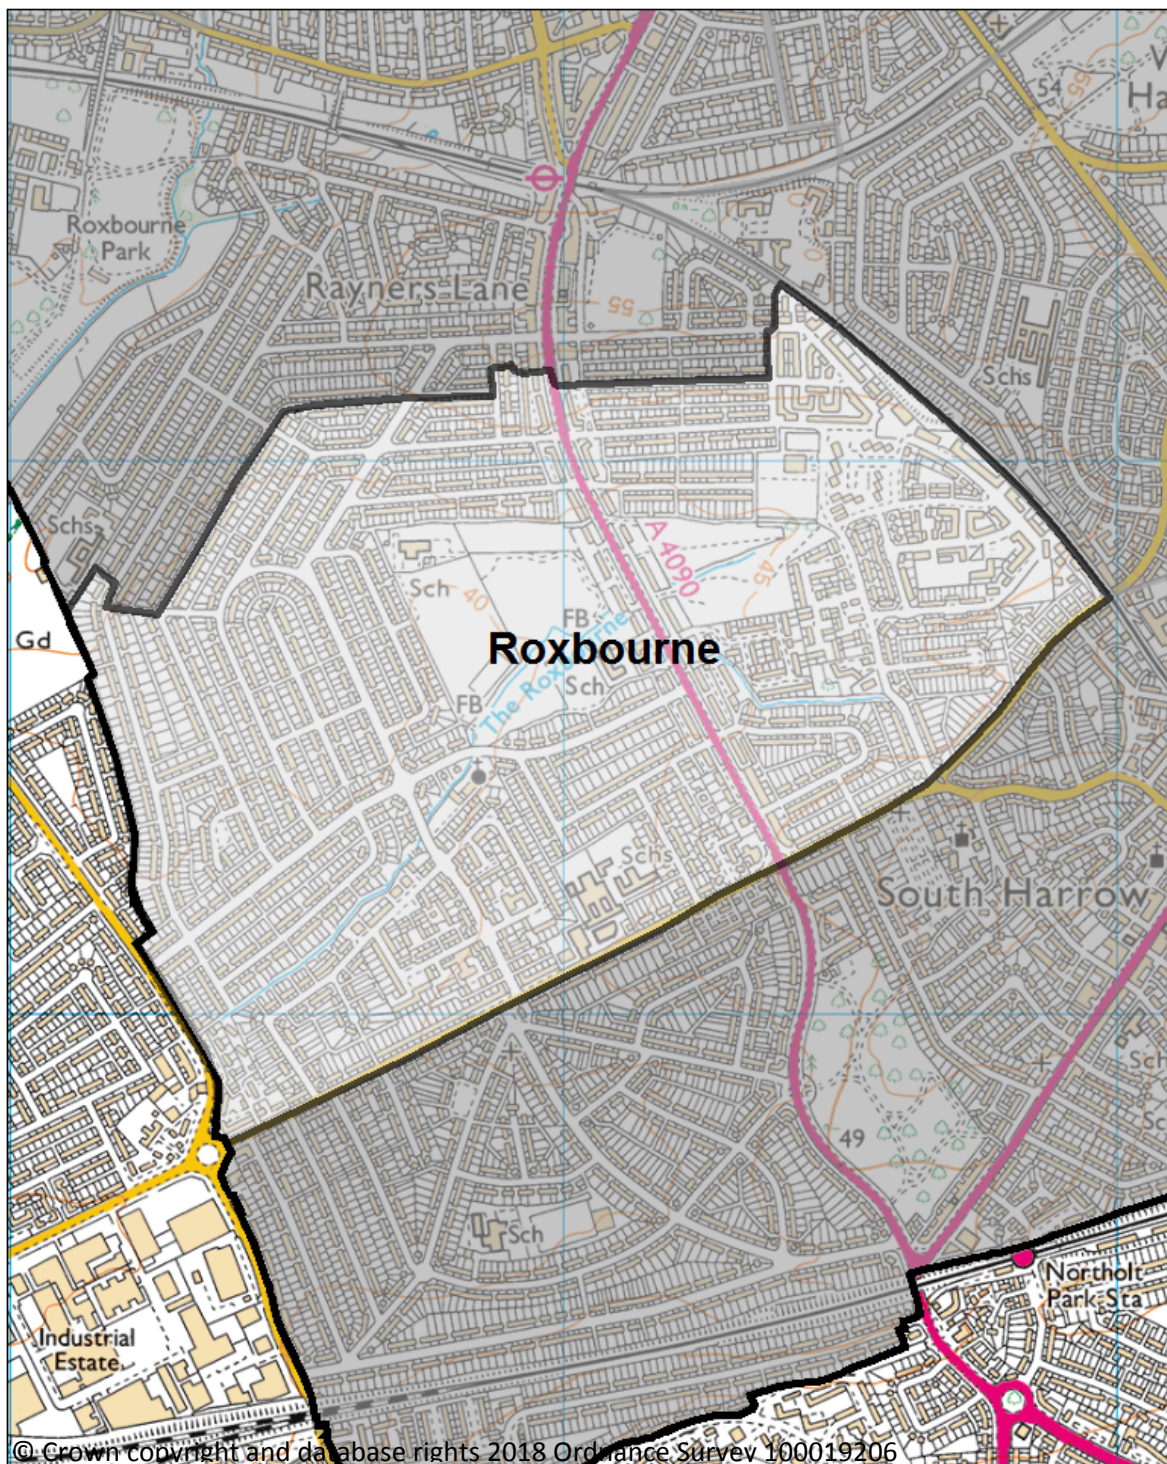 54
55
Roxbourne
Park
Rayners Lane
55
Schs
Schs
A 4090
45
Sch
40
FB
Gd
Roxbourne
The Roxbourne
Sch
FB
Schs
South Harrow
Sch
49
Sch
Northolt
Park Sta
Industrial
Estate
© Crown copyright and database rights 2018 Ordnance Survey 100019206